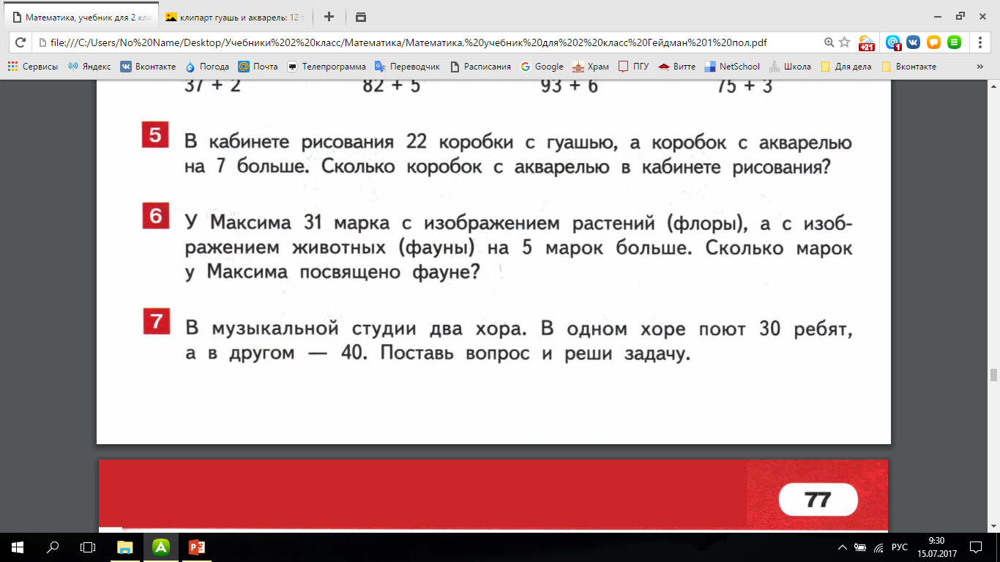 Математика, учебник для 2 кла
клипарт гуашь и акварель: 12 т
file:///C:/Users/No%20Name/Desktop/Учебники%202%20класс/Математика/Математика,%20учебник%20для%202%20класс%20Гейдман%201%20пол.pdf
+21
1
Сервисы Яндекс Вконтакте Погода Почта Телепрограмма Переводчик Расписания Google Храм ПГУ Витте NetSchool Школа Для дела Вконтакте »
37 + 2 82 + 5 93 + 6 75 + 3
5 В кабинете рисования 22 коробки с гуашью, а коробок с акварелью
на 7 больше. Сколько коробок с акварелью в кабинете рисования?
6 У Максима 31 марка с изображением растений (флоры), а с изоб-
ражением животных (фауны) на 5 марок больше. Сколько марок
у Максима посвящено фауне?
7 В музыкальной студии два хора. В одном хоре поют 30 ребят,
а в другом — 40. Поставь вопрос и реши задачу.
77
РУС
9:30
15.07.2017